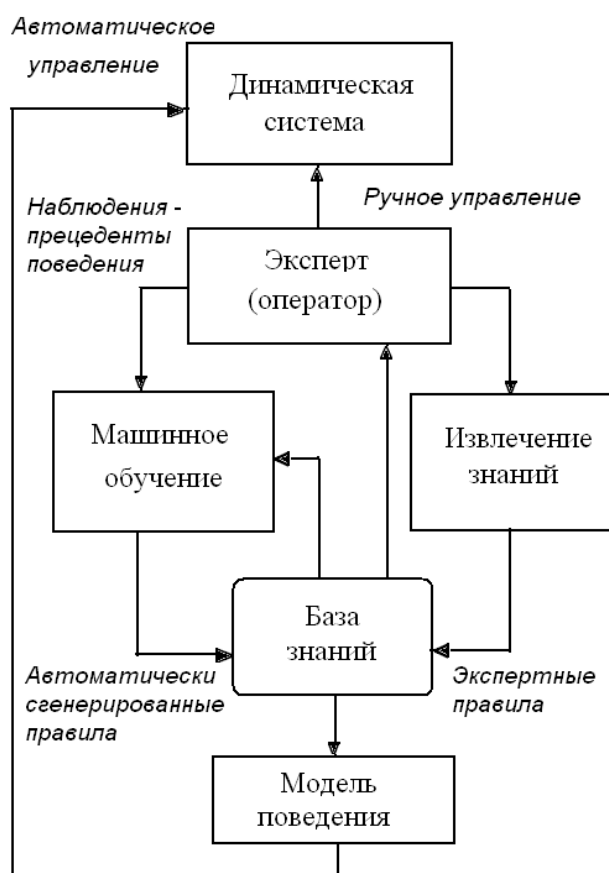 Автоматическое
управление
Динамическая
система
Наблюдения -
прецеденты
поведения
Ручное управление
Эксперт
(оператор)
Машинное
обучение
Извлечение
знаний
База
знаний
Автоматически
сгенерированные
правила
Экспертные
правила
Модель
поведения